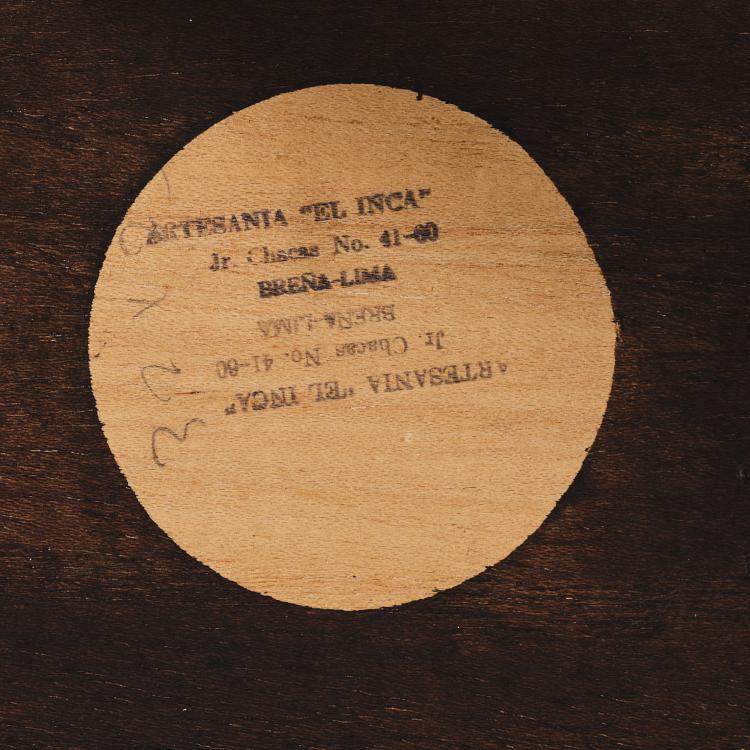 ARTESANIA "EL INCA"
Jr. Chacas No. 41-60
BREÑA-LIMA
BREÑA-LIMA
Jr. Chacas No. 41-60
ARTESANIA "EL INCA"